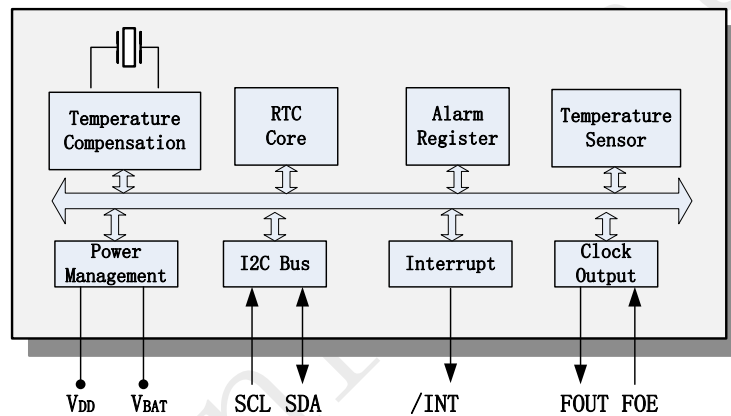 Temperature
Compensation
RTC
Core
Alarm
Register
Temperature
Sensor
Power
Management
I2C Bus
Interrupt
Clock
Output
VDD
VBAT
SCL
SDA
/INT
FOUT
FOE